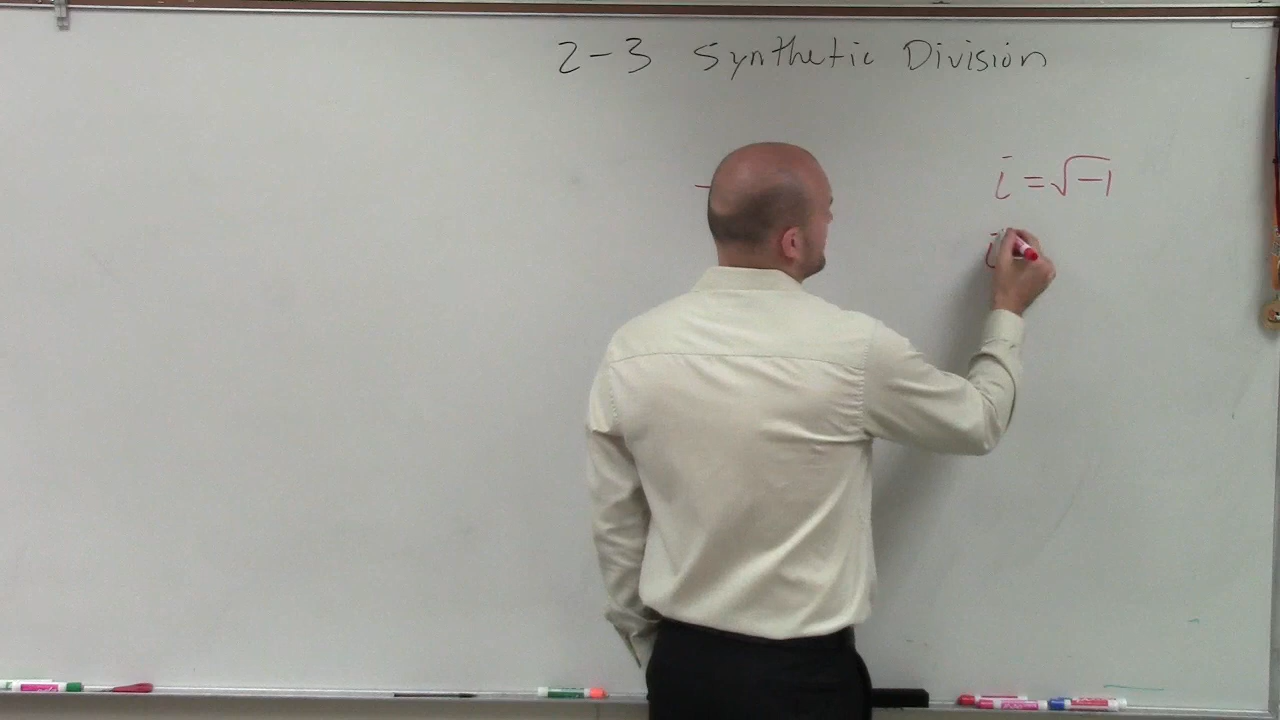 2-3 Synthetic Division
i = √-1
i